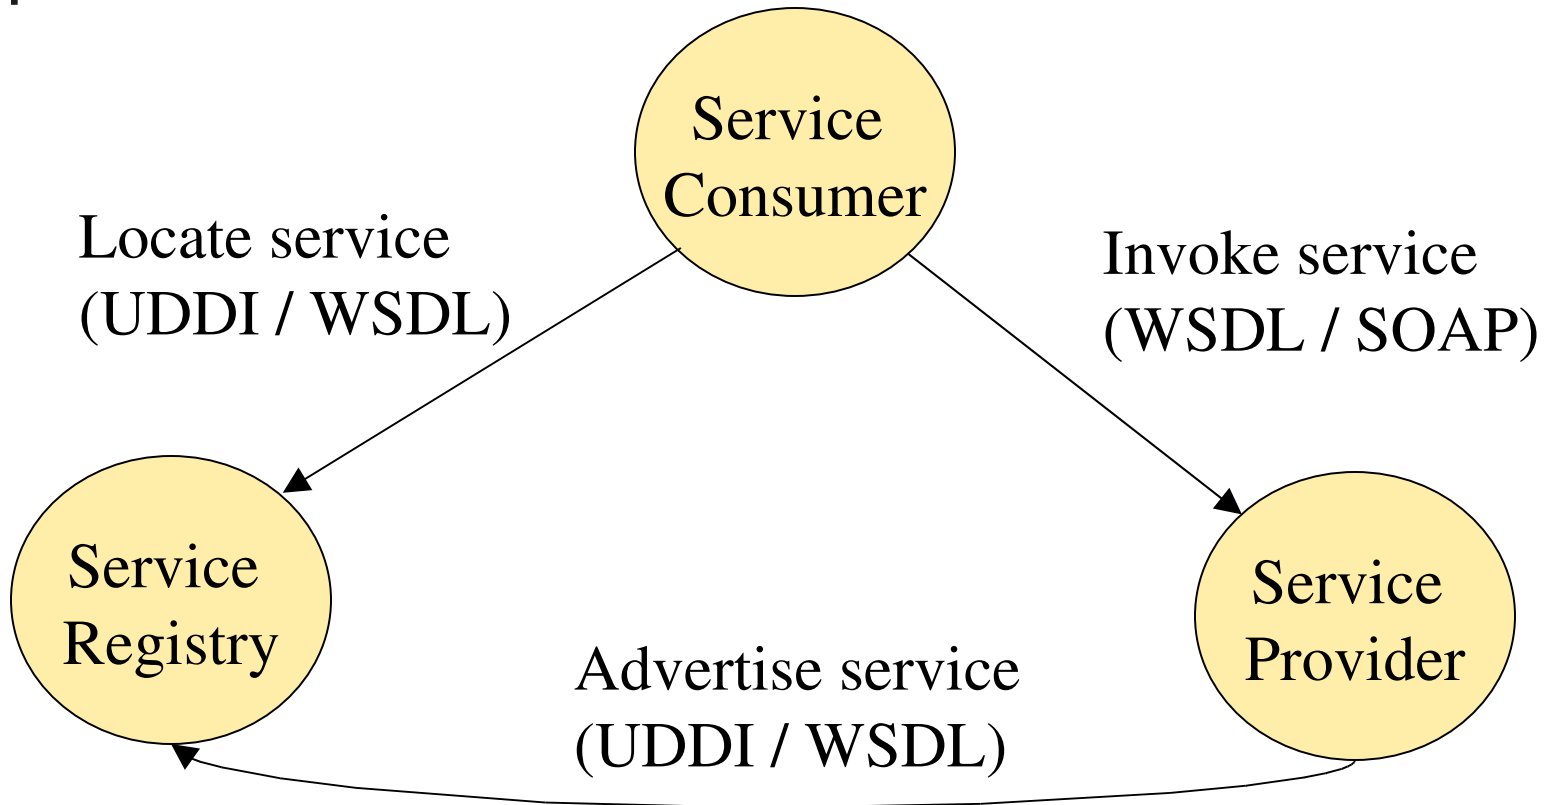 Service
Consumer
Locate service
(UDDI / WSDL)
Invoke service
(WSDL / SOAP)
Service
Registry
Service
Provider
Advertise service
(UDDI / WSDL)